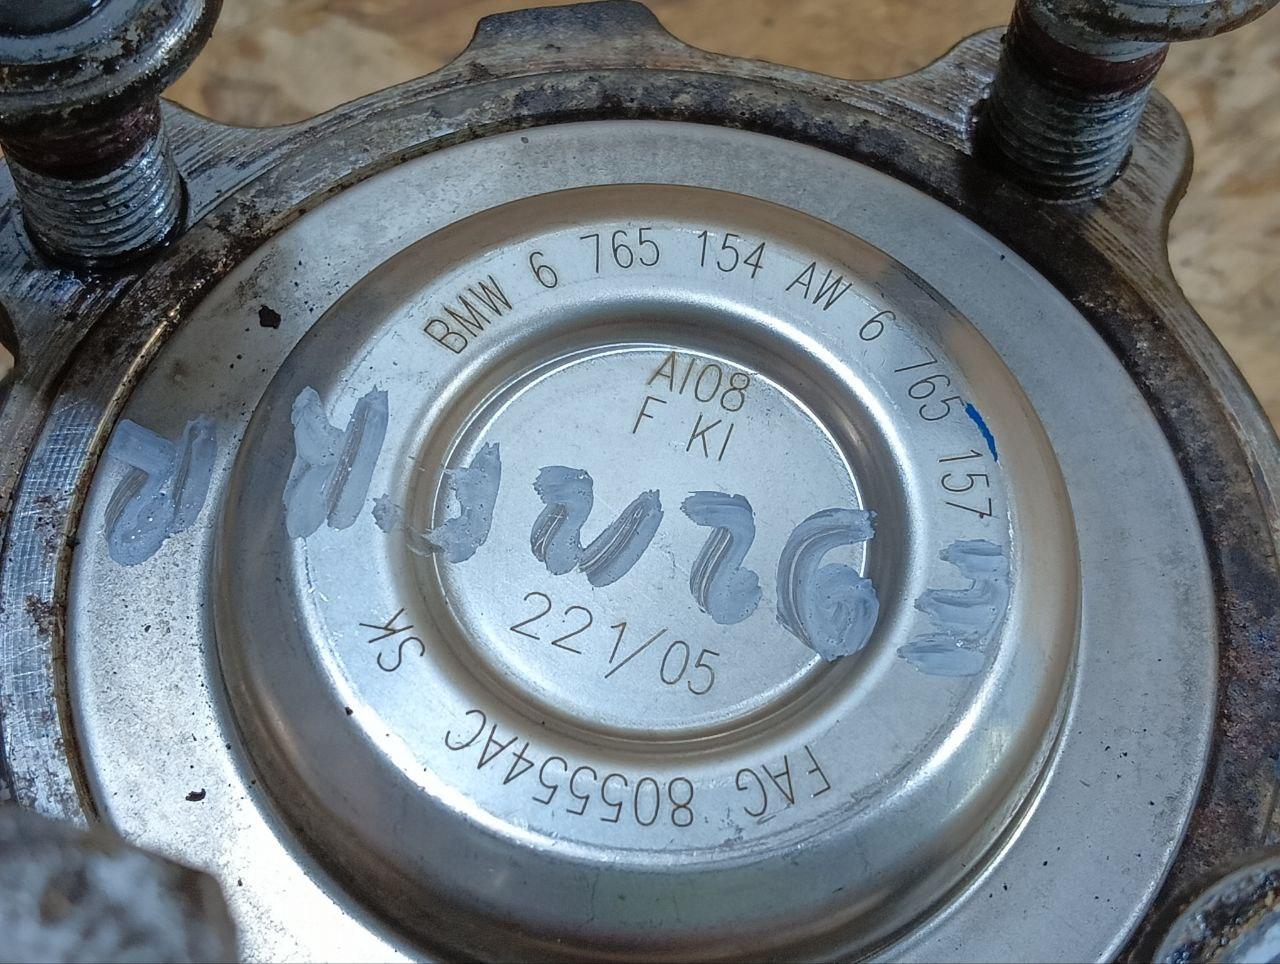 BMW 6 765 154 AW 6 765 157
A108
F KI
221/05
FAG 805554AC SK